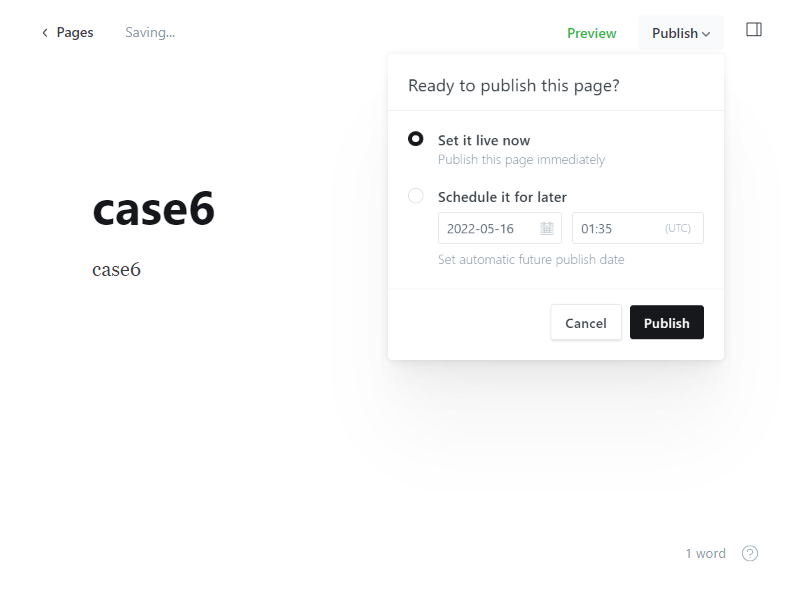 Pages Saving... Preview Publish
Ready to publish this page?
Set it live now
Publish this page immediately
Schedule it for later
2022-05-16 01:35 (UTC)
Set automatic future publish date
Cancel Publish
case6
case6
1 word